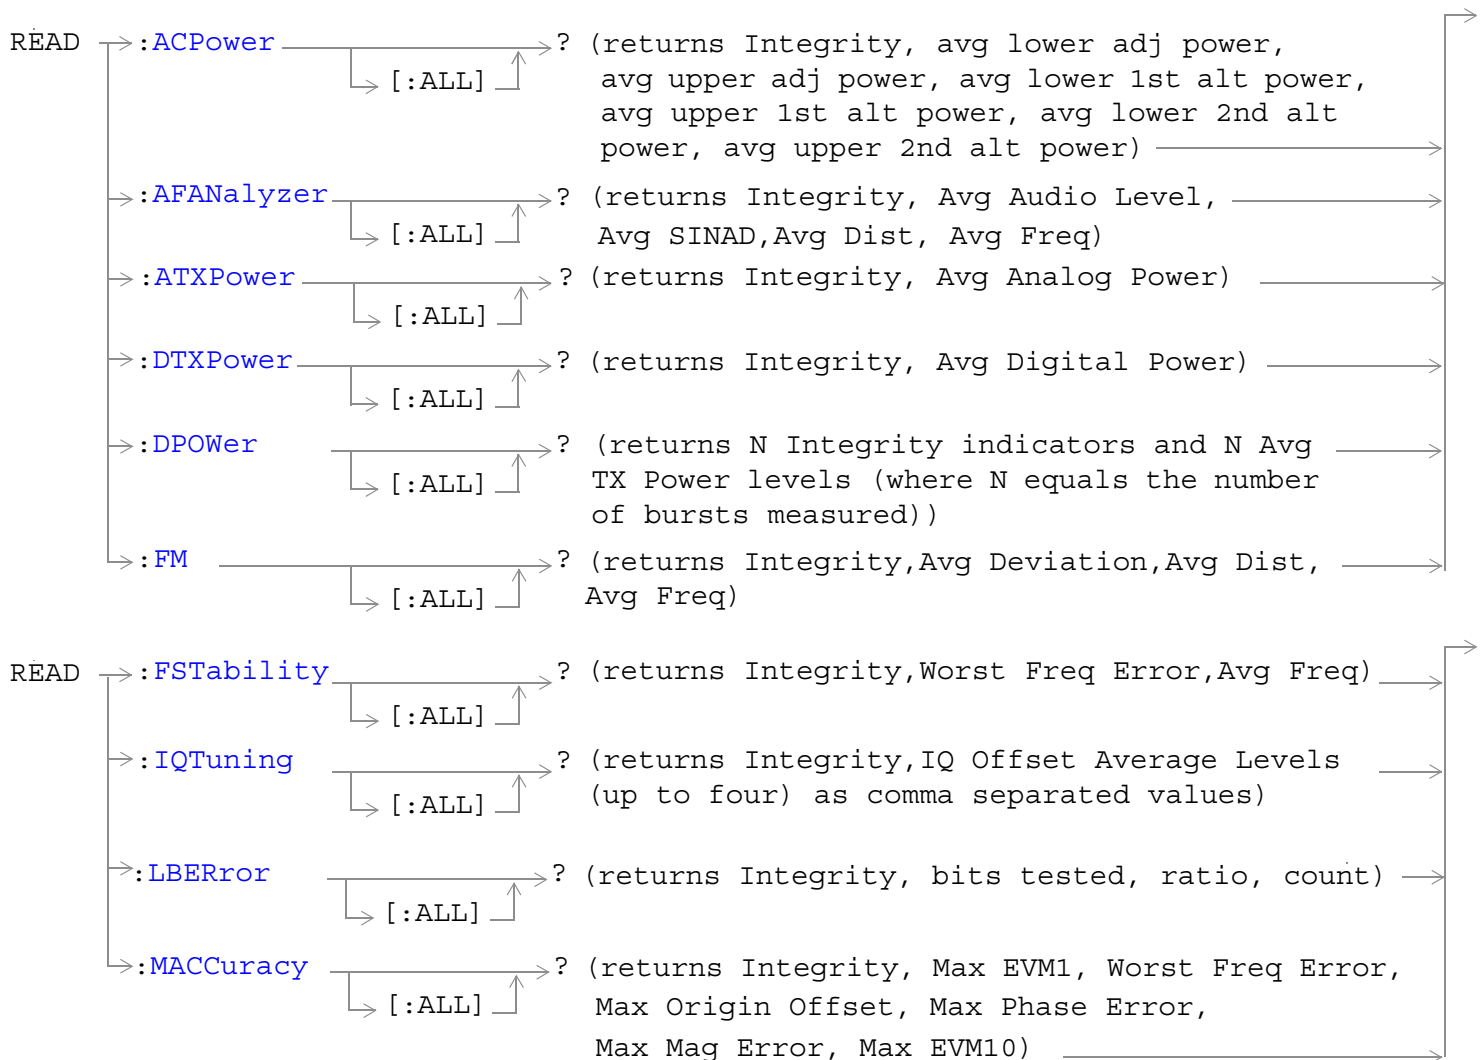 READ :ACPower ? (returns Integrity, avg lower adj power,
[:ALL] avg upper adj power, avg lower 1st alt power,
avg upper 1st alt power, avg lower 2nd alt
power, avg upper 2nd alt power)
:AFANalyzer ? (returns Integrity, Avg Audio Level,
[:ALL] Avg SINAD,Avg Dist, Avg Freq)
:ATXPower ? (returns Integrity, Avg Analog Power)
[:ALL]
:DTXPower ? (returns Integrity, Avg Digital Power)
[:ALL]
:DPOWer ? (returns N Integrity indicators and N Avg
[:ALL] TX Power levels (where N equals the number
of bursts measured))
:FM ? (returns Integrity,Avg Deviation,Avg Dist,
[:ALL] Avg Freq)
READ :FSTability ? (returns Integrity,Worst Freq Error,Avg Freq)
[:ALL]
:IQTuning ? (returns Integrity,IQ Offset Average Levels
[:ALL] (up to four) as comma separated values)
:LBERror ? (returns Integrity, bits tested, ratio, count)
[:ALL]
:MACCuracy ? (returns Integrity, Max EVM1, Worst Freq Error,
[:ALL] Max Origin Offset, Max Phase Error,
Max Mag Error, Max EVM10)